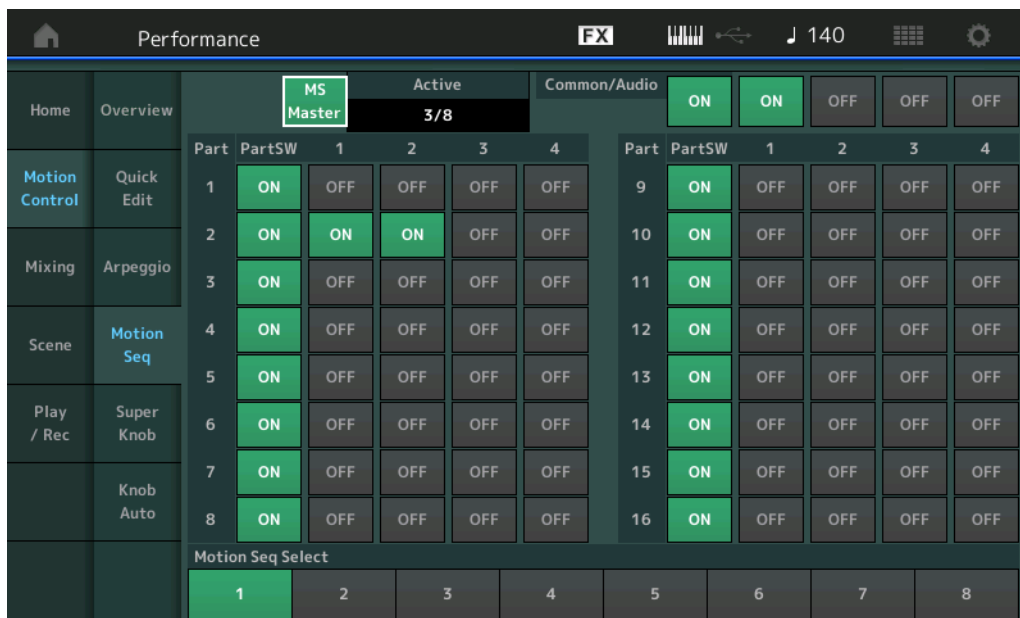 Performance FX 140
MS Master Active 3/8 Common/Audio ON ON OFF OFF OFF
Home Overview
Part PartSW 1 2 3 4 Part PartSW 1 2 3 4
Motion Control Quick Edit
1 ON OFF OFF OFF OFF 9 ON OFF OFF OFF OFF
2 ON ON ON OFF OFF 10 ON OFF OFF OFF OFF
Mixing Arpeggio
3 ON OFF OFF OFF OFF 11 ON OFF OFF OFF OFF
Scene Motion Seq
4 ON OFF OFF OFF OFF 12 ON OFF OFF OFF OFF
5 ON OFF OFF OFF OFF 13 ON OFF OFF OFF OFF
Play / Rec Super Knob
6 ON OFF OFF OFF OFF 14 ON OFF OFF OFF OFF
7 ON OFF OFF OFF OFF 15 ON OFF OFF OFF OFF
Knob Auto
8 ON OFF OFF OFF OFF 16 ON OFF OFF OFF OFF
Motion Seq Select
1 2 3 4 5 6 7 8